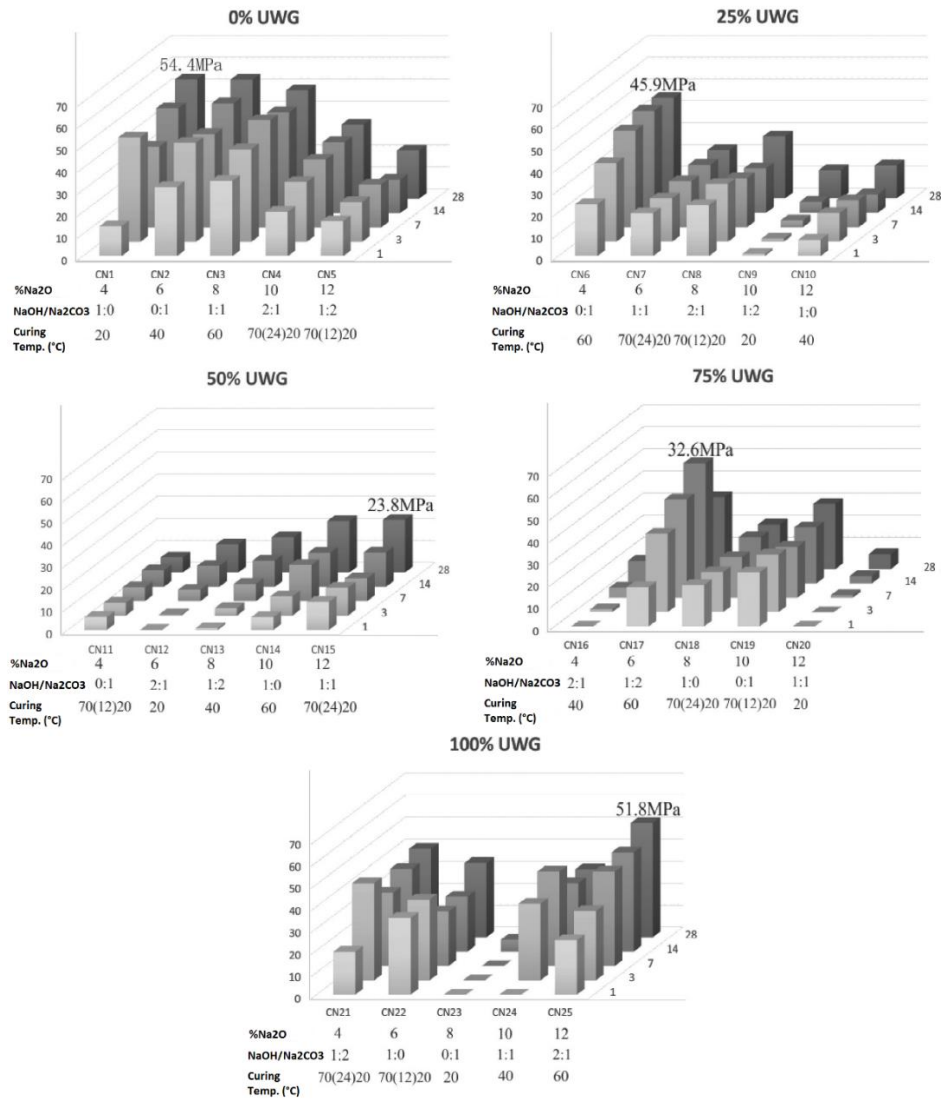 0% UWG
54.4MPa
70
60
50
40
30
20
10
0
28
14
7
3
1
CN1 CN2 CN3 CN4 CN5
%Na2O 4 6 8 10 12
NaOH/Na2CO3 1:0 0:1 1:1 2:1 1:2
Curing
Temp. (°C) 20 40 60 70(24)20 70(12)20
25% UWG
45.9MPa
70
60
50
40
30
20
10
0
28
14
7
3
1
CN6 CN7 CN8 CN9 CN10
%Na2O 4 6 8 10 12
NaOH/Na2CO3 0:1 1:1 2:1 1:2 1:0
Curing
Temp. (°C) 60 70(24)20 70(12)20 20 40
50% UWG
23.8MPa
70
60
50
40
30
20
10
0
28
14
7
3
1
CN11 CN12 CN13 CN14 CN15
%Na2O 4 6 8 10 12
NaOH/Na2CO3 0:1 2:1 1:2 1:0 1:1
Curing
Temp. (°C) 70(12)20 20 40 60 70(24)20
75% UWG
32.6MPa
70
60
50
40
30
20
10
0
28
14
7
3
1
CN16 CN17 CN18 CN19 CN20
%Na2O 4 6 8 10 12
NaOH/Na2CO3 2:1 1:2 1:0 0:1 1:1
Curing
Temp. (°C) 40 60 70(24)20 70(12)20 20
100% UWG
51.8MPa
70
60
50
40
30
20
10
0
28
14
7
3
1
CN21 CN22 CN23 CN24 CN25
%Na2O 4 6 8 10 12
NaOH/Na2CO3 1:2 1:0 0:1 1:1 2:1
Curing
Temp. (°C) 70(24)20 70(12)20 20 40 60